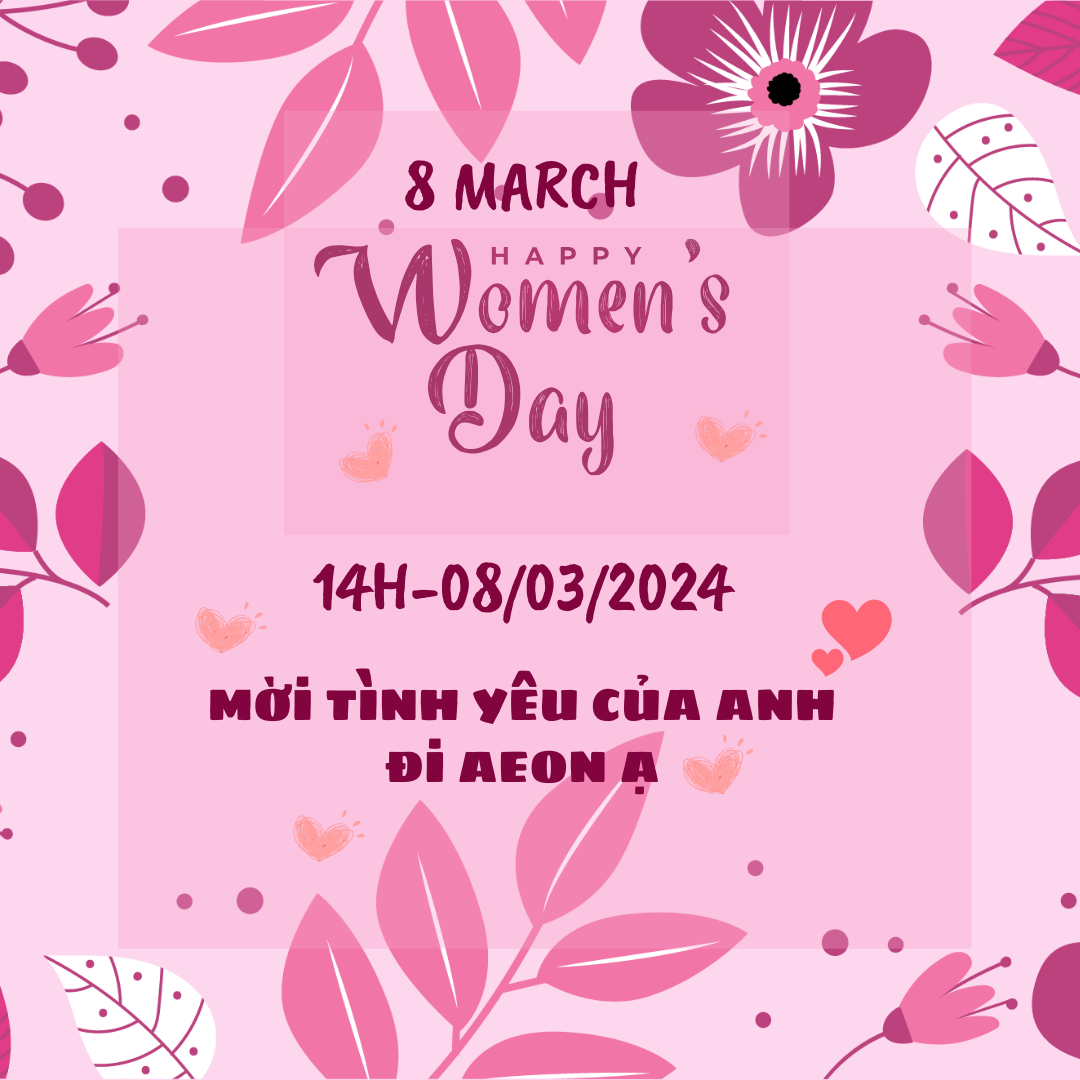 8 MARCH
HAPPY
Women's
Day
14H-08/03/2024
MỜI TÌNH YÊU CỦA ANH
ĐI AEON Ạ